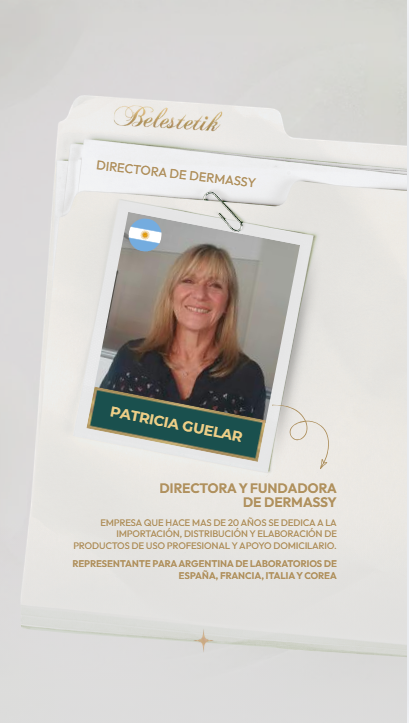 Belestetik
DIRECTORA DE DERMASSY
PATRICIA GUELAR
DIRECTORA Y FUNDADORA
DE DERMASSY
EMPRESA QUE HACE MAS DE 20 AÑOS SE DEDICA A LA
IMPORTACIÓN, DISTRIBUCIÓN Y ELABORACIÓN DE
PRODUCTOS DE USO PROFESIONAL Y APOYO DOMICILARIO.
REPRESENTANTE PARA ARGENTINA DE LABORATORIOS DE
ESPAÑA, FRANCIA, ITALIA Y COREA